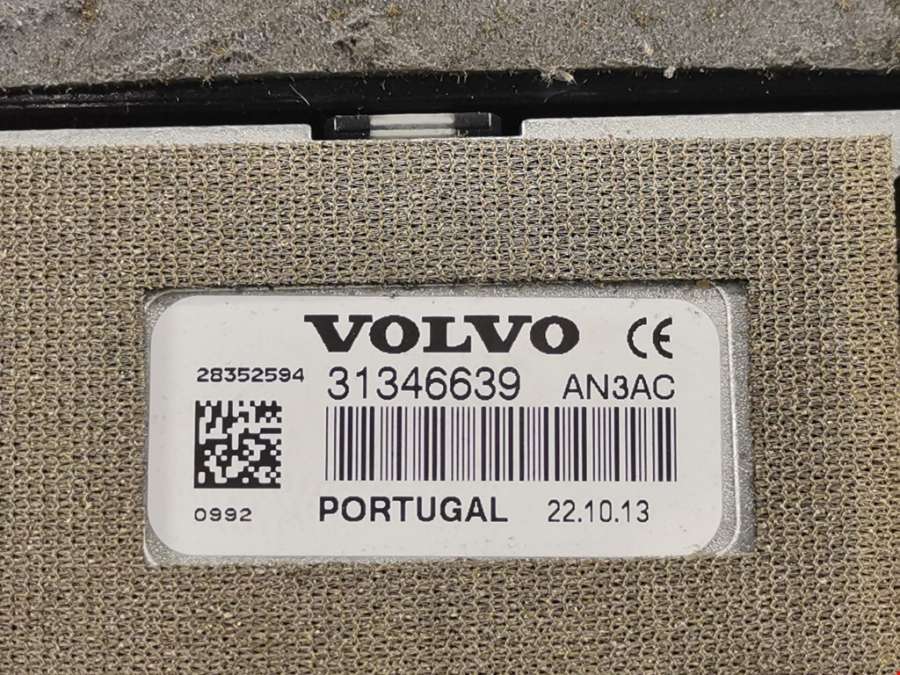 VOLVO CE
28352594 31346639 AN3AC
0992 PORTUGAL 22.10.13